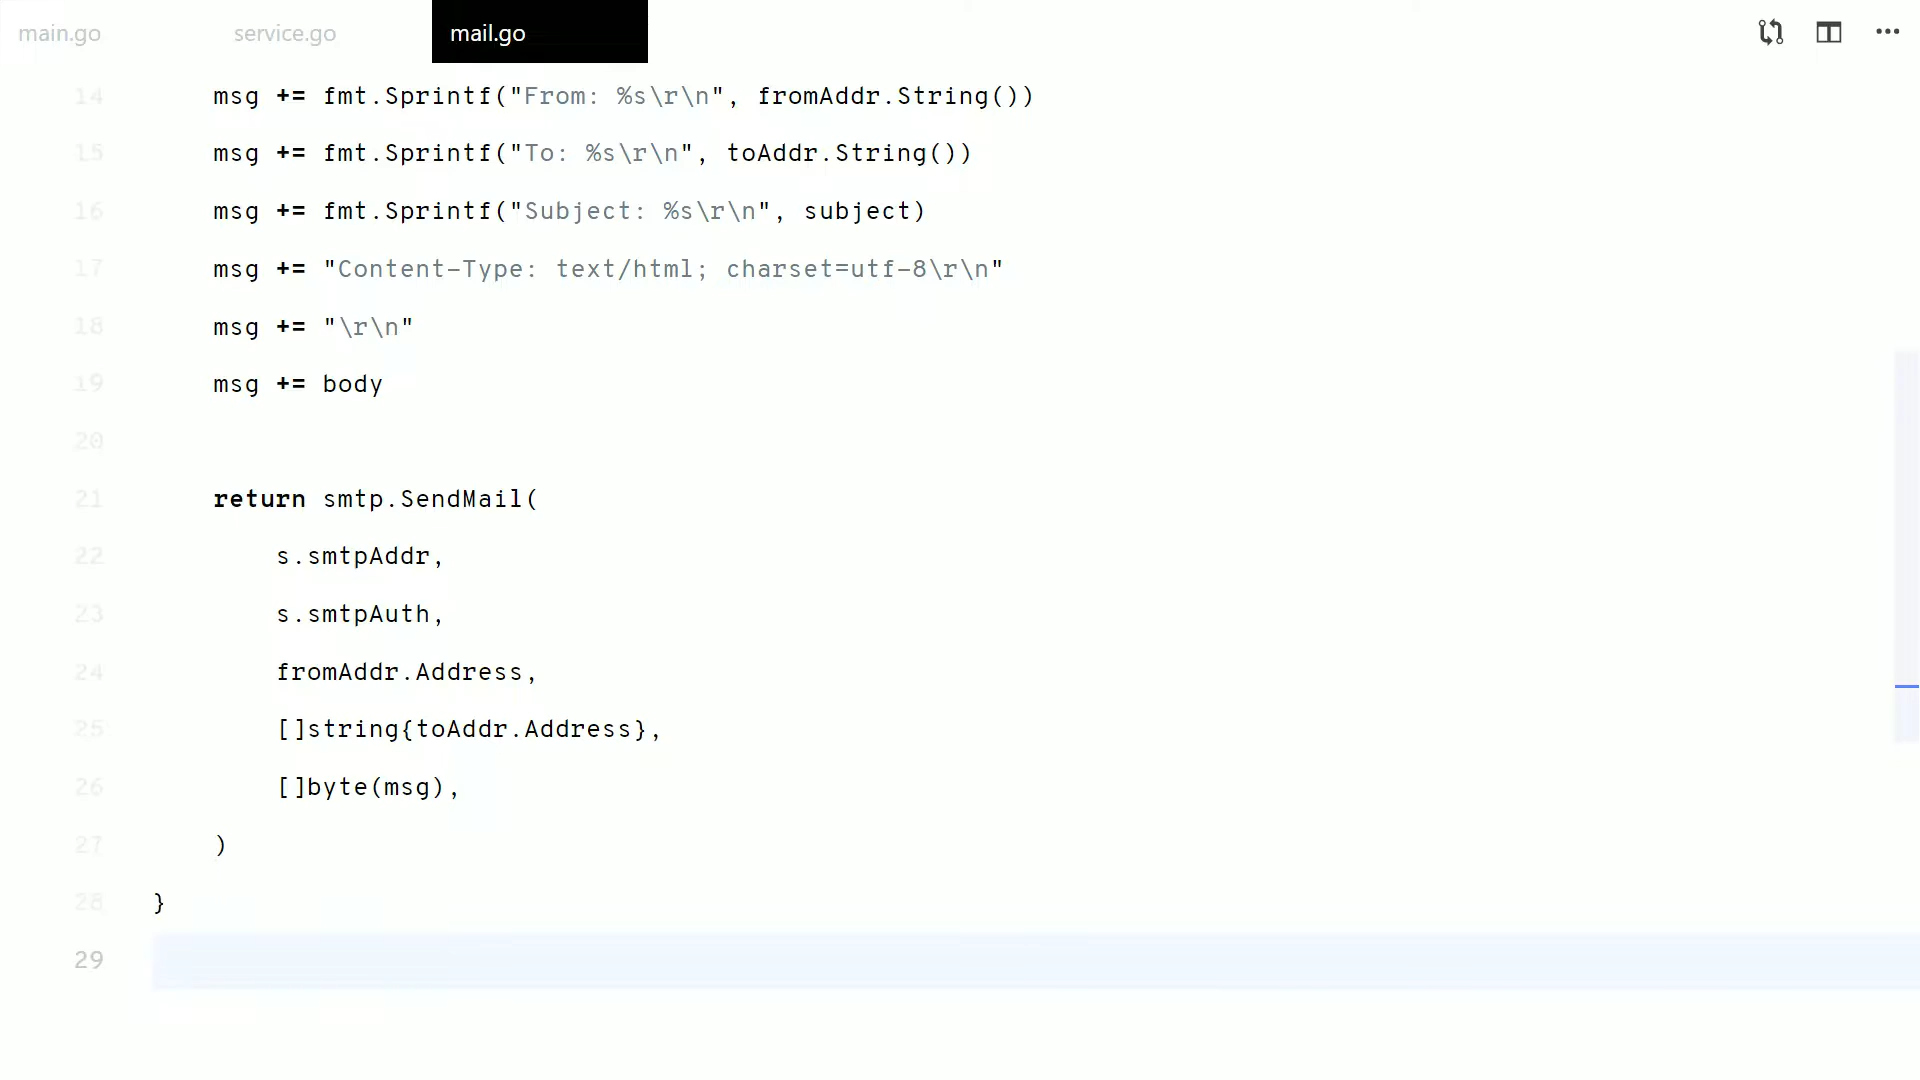 main.go service.go mail.go
14 msg += fmt.Sprintf("From: %s\r\n", fromAddr.String())
15 msg += fmt.Sprintf("To: %s\r\n", toAddr.String())
16 msg += fmt.Sprintf("Subject: %s\r\n", subject)
17 msg += "Content-Type: text/html; charset=utf-8\r\n"
18 msg += "\r\n"
19 msg += body
20
21 return smtp.SendMail(
22 s.smtpAddr,
23 s.smtpAuth,
24 fromAddr.Address,
25 []string{toAddr.Address},
26 []byte(msg),
27 )
28 }
29